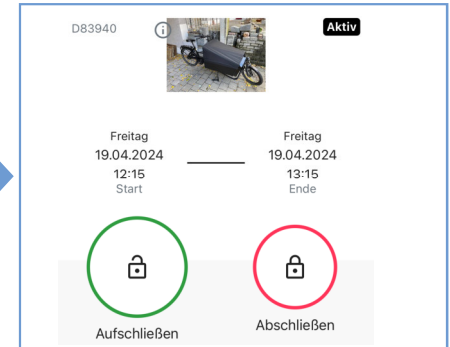 D83940
Aktiv
Freitag
19.04.2024
12:15
Start
Freitag
19.04.2024
13:15
Ende
Aufschließen
Abschließen